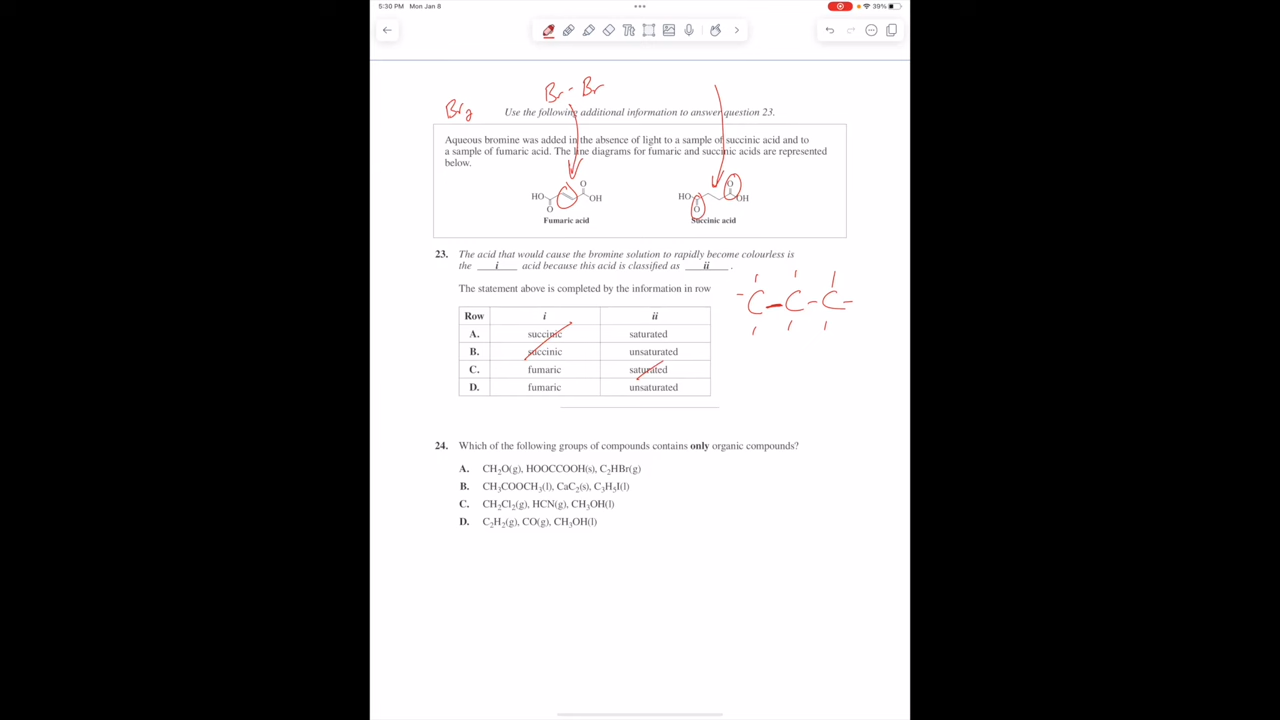 5:30 PM Mon Jan 8
39%
Br - Br
Br₂
Use the following additional information to answer question 23.
Aqueous bromine was added in the absence of light to a sample of succinic acid and to
a sample of fumaric acid. The line diagrams for fumaric and succinic acids are represented
below.
HO O O OH
HO O O OH
Fumaric acid
Succinic acid
23. The acid that would cause the bromine solution to rapidly become colourless is
the i acid because this acid is classified as ii .
The statement above is completed by the information in row
C - C - C
Row i ii
A. succinic saturated
B. succinic unsaturated
C. fumaric saturated
D. fumaric unsaturated
24. Which of the following groups of compounds contains only organic compounds?
A. CH₂O(g), HOOCCOOH(s), C₂HBr(g)
B. CH₃COOCH₃(l), CaC₂(s), C₃H₅I(l)
C. CH₂Cl₂(g), HCN(g), CH₃OH(l)
D. C₂H₂(g), CO(g), CH₃OH(l)